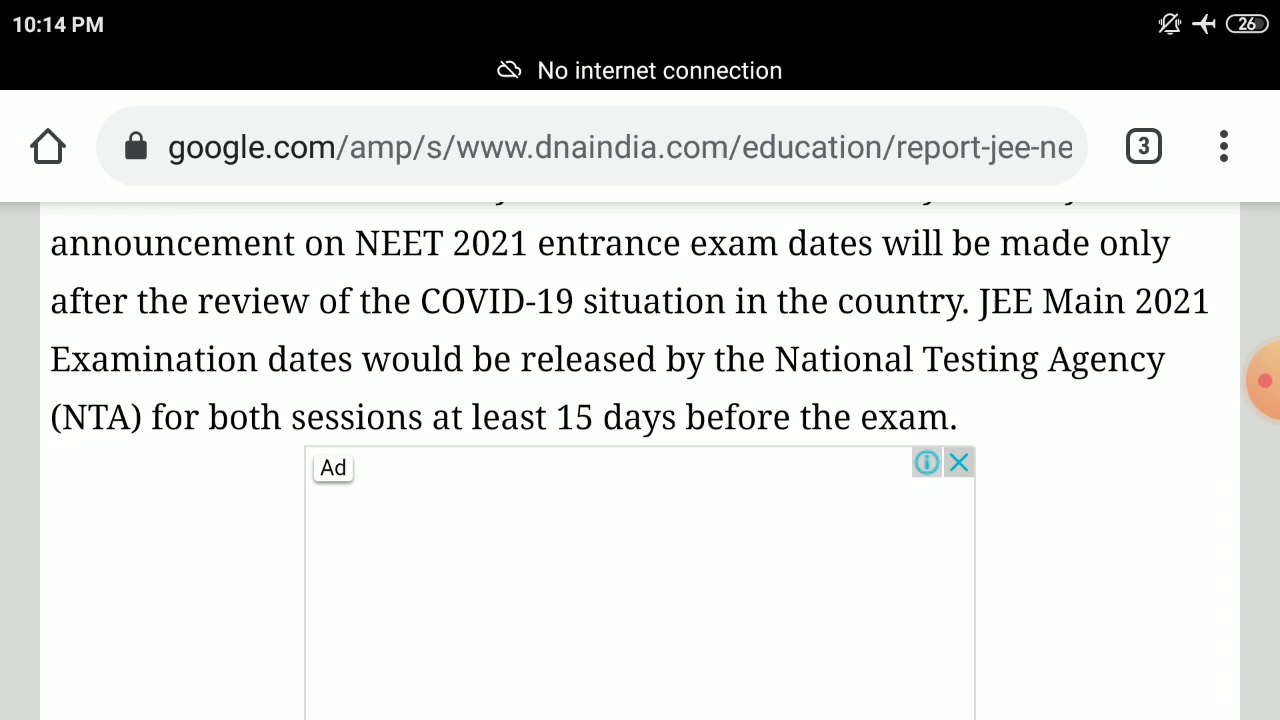 10:14 PM
26
No internet connection
google.com/amp/s/www.dnaindia.com/education/report-jee-ne
3
announcement on NEET 2021 entrance exam dates will be made only
after the review of the COVID-19 situation in the country. JEE Main 2021
Examination dates would be released by the National Testing Agency
(NTA) for both sessions at least 15 days before the exam.
Ad